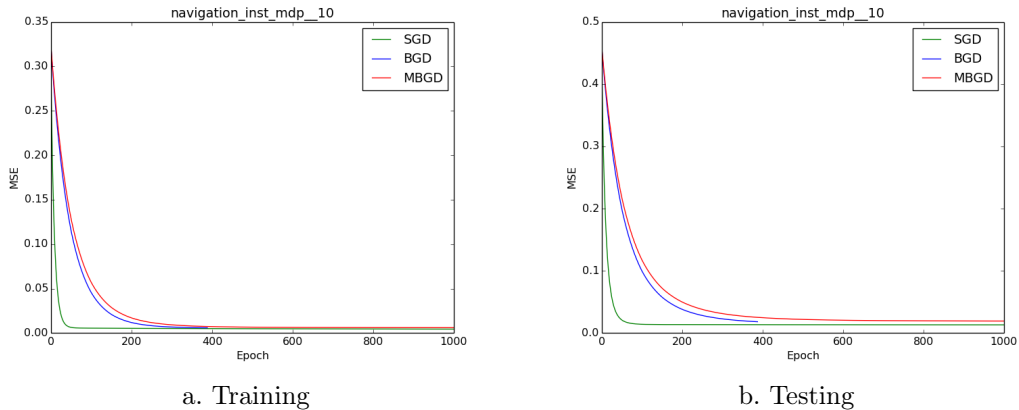 navigation_inst_mdp__10
SGD
BGD
MBGD
MSE
0.35
0.30
0.25
0.20
0.15
0.10
0.05
0.00
0 200 400 600 800 1000
Epoch
a. Training
navigation_inst_mdp__10
SGD
BGD
MBGD
MSE
0.5
0.4
0.3
0.2
0.1
0.0
0 200 400 600 800 1000
Epoch
b. Testing